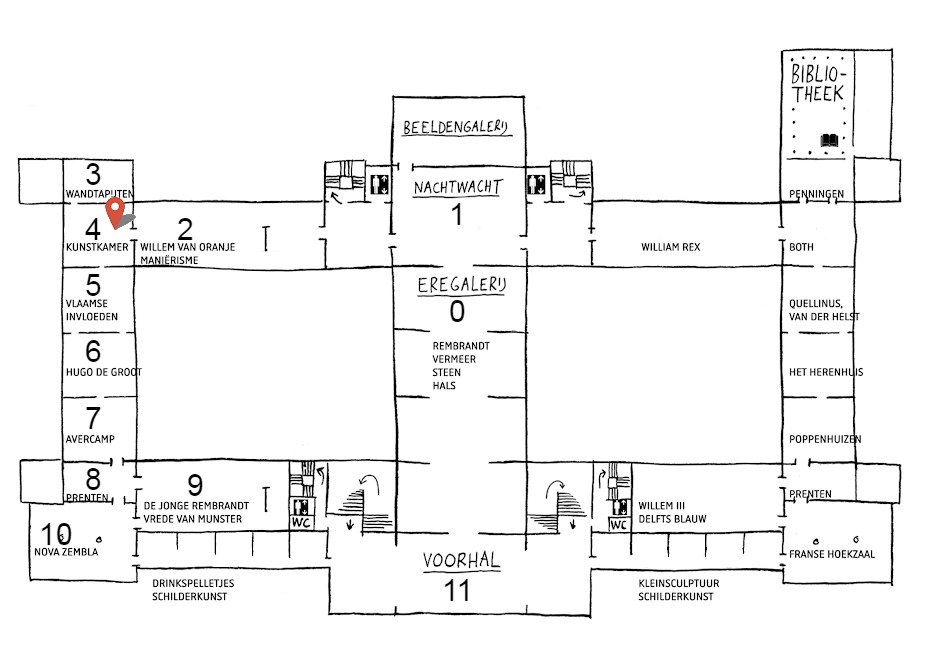 BIBLIO-
THEEK
BEELDENGALERIJ
3
WANDTAPIJTEN
NACHTWACHT
1
PENNINGEN
4
KUNSTKAMER
2
WILLEM VAN ORANJE
MANIËRISME
WILLIAM REX
BOTH
EREGALERIJ
0
5
VLAAMSE
INVLOEDEN
QUELLINUS,
VAN DER HELST
REMBRANDT
VERMEER
STEEN
HALS
6
HUGO DE GROOT
HET HERENHUIS
7
AVERCAMP
POPPENHUIZEN
8
PRENTEN
9
DE JONGE REMBRANDT
VREDE VAN MUNSTER
WC
WC
WILLEM III
DELFTS BLAUW
PRENTEN
10
NOVA ZEMBLA
VOORHAL
11
FRANSE HOEKZAAL
DRINKSPELLETJES
SCHILDERKUNST
KLEINSCULPTUUR
SCHILDERKUNST